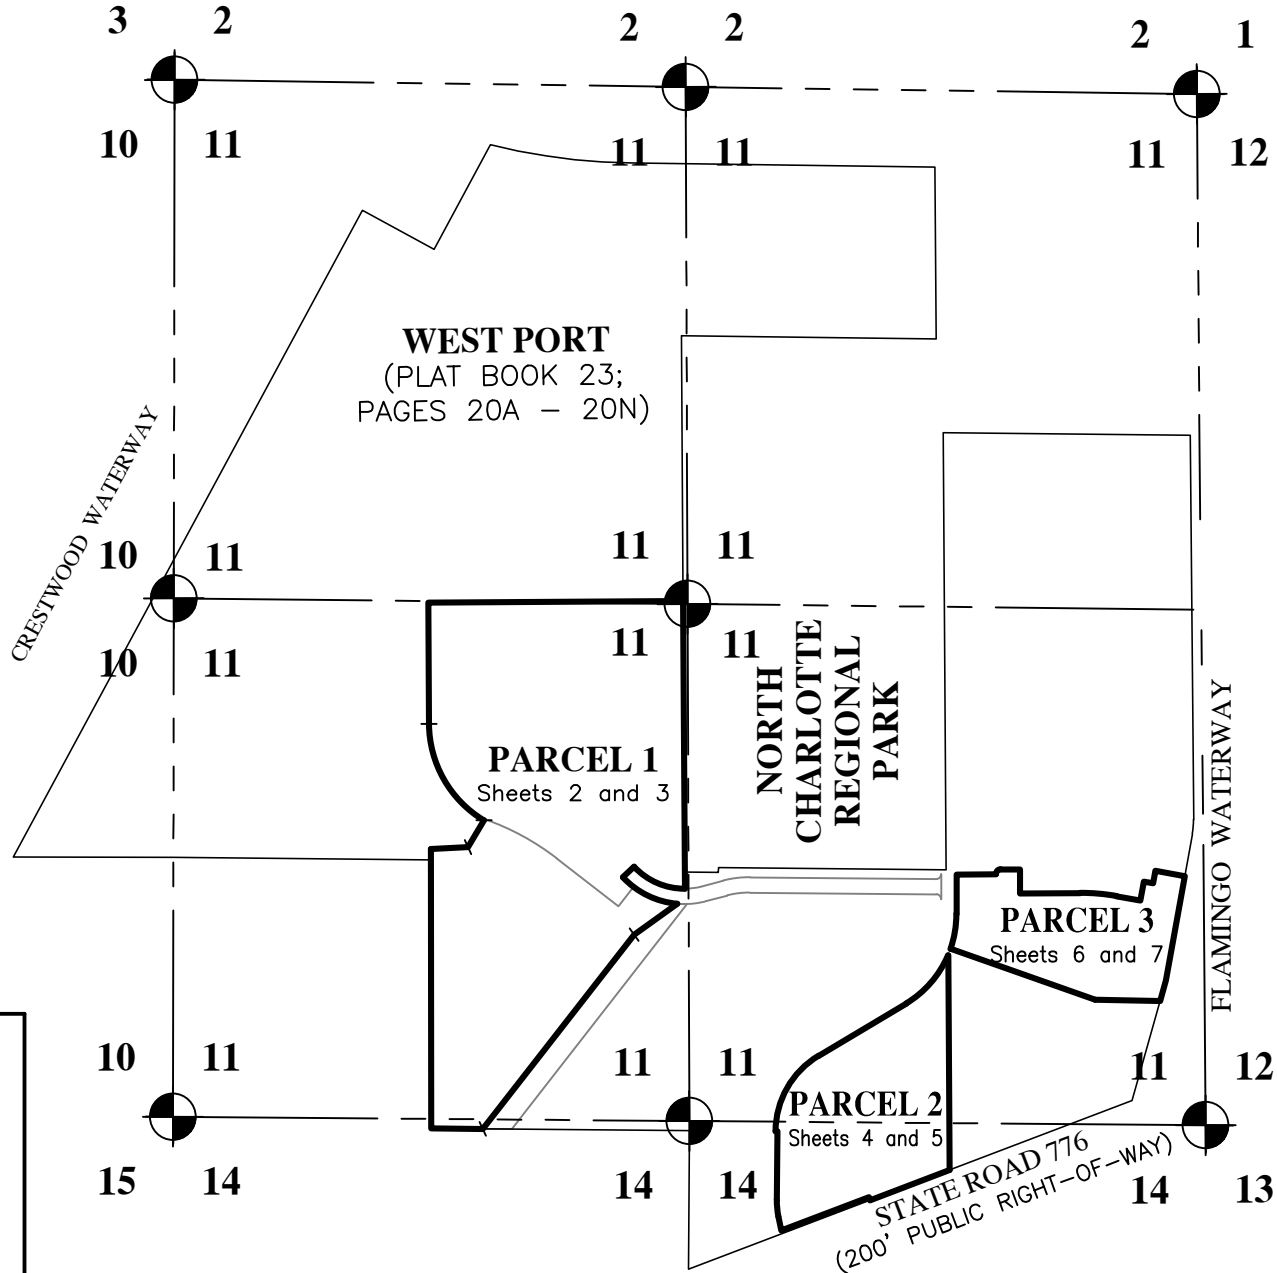 3 2
2 2
2 1
10 11
11 11
11 12
WEST PORT
(PLAT BOOK 23;
PAGES 20A - 20N)
CRESTWOOD WATERWAY
10 11
11 11
10 11
11 11
NORTH
CHARLOTTE
REGIONAL
PARK
PARCEL 1
Sheets 2 and 3
FLAMINGO WATERWAY
PARCEL 3
Sheets 6 and 7
10 11
11 11
11 12
PARCEL 2
Sheets 4 and 5
15 14
14 14
14 13
STATE ROAD 776
(200' PUBLIC RIGHT-OF-WAY)